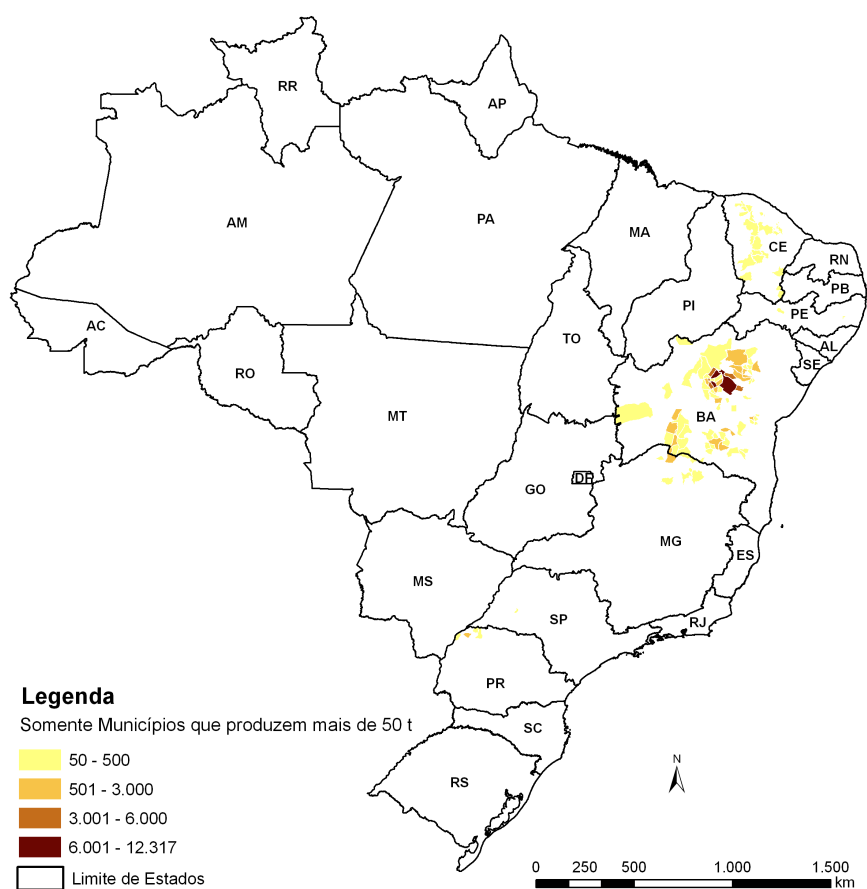 RR
AP
AM
PA
MA
CE
RN
PB
PI
PE
AC
TO
AL
SE
RO
MT
BA
GO
DF
MG
ES
MS
SP
RJ
PR
SC
RS
Legenda
Somente Municípios que produzem mais de 50 t
50 - 500
501 - 3.000
3.001 - 6.000
6.001 - 12.317
Limite de Estados
N
0 250 500 1.000 1.500
km